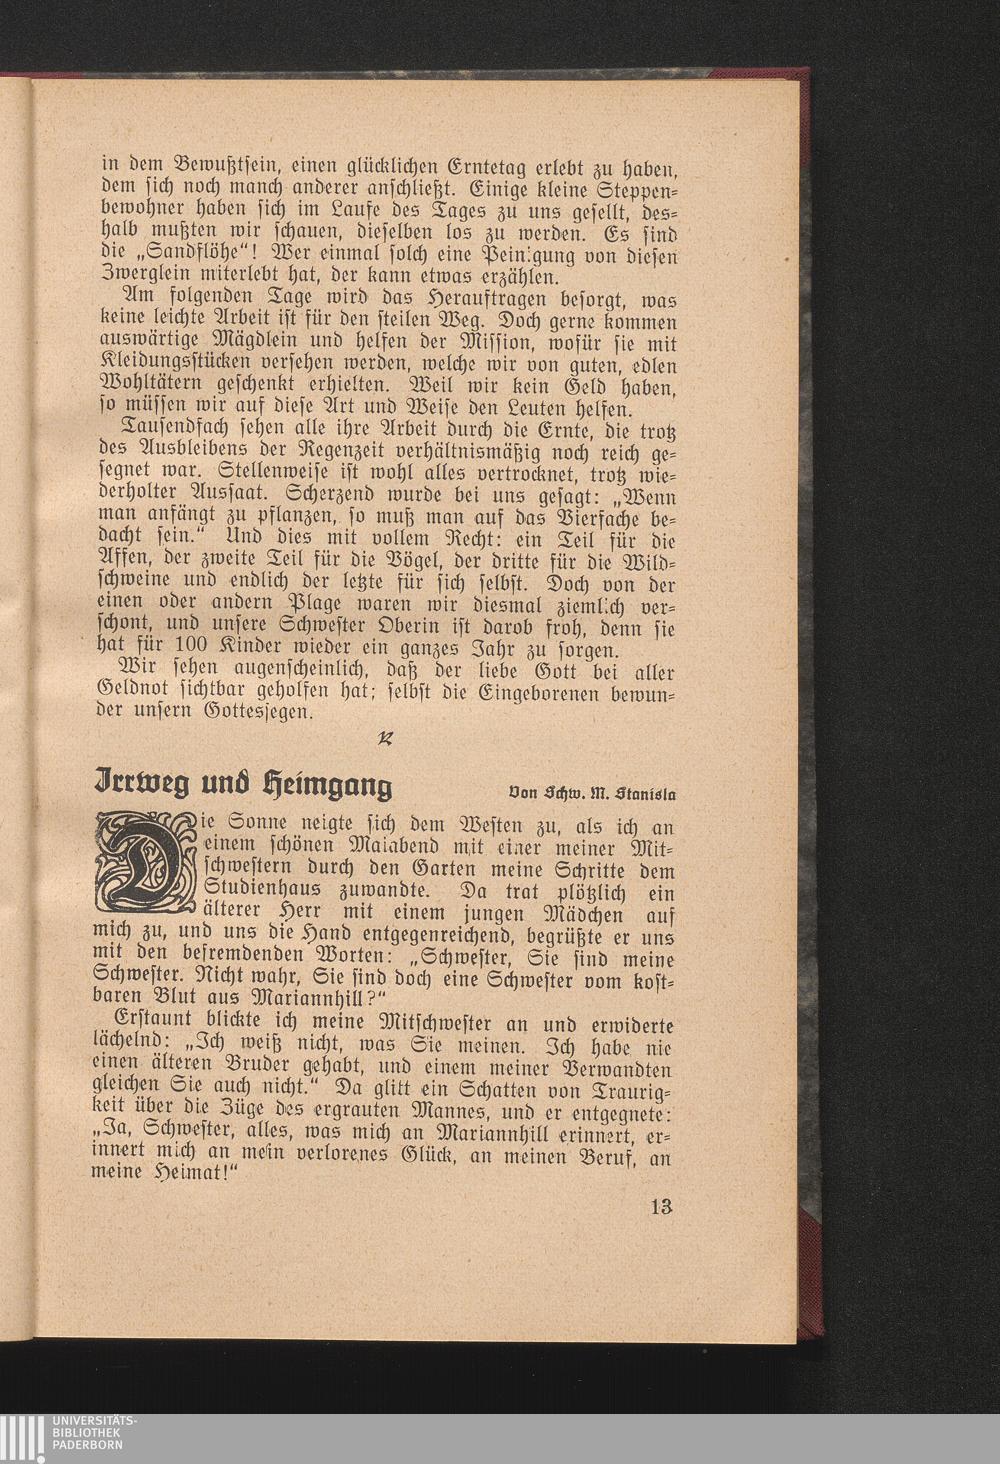 in dem Bewußtsein, einen glücklichen Erntetag erlebt zu haben,
dem sich noch manch anderer anschließt. Einige kleine Steppen-
bewohner haben sich im Laufe des Tages zu uns gesellt, des-
halb mußten wir schauen, dieselben los zu werden. Es sind
die „Sandflöhe“! Wer einmal solch eine Peinigung von diesen
Zwerglein miterlebt hat, der kann etwas erzählen.
Am folgenden Tage wird das Herauftragen besorgt, was
keine leichte Arbeit ist für den steilen Weg. Doch gerne kommen
auswärtige Mägdlein und helfen der Mission, wofür sie mit
Kleidungsstücken versehen werden, welche wir von guten, edlen
Wohltätern geschenkt erhielten. Weil wir kein Geld haben,
so müssen wir auf diese Art und Weise den Leuten helfen.
Tausendfach sehen alle ihre Arbeit durch die Ernte, die trotz
des Ausbleibens der Regenzeit verhältnismäßig noch reich ge-
segnet war. Stellenweise ist wohl alles vertrocknet, trotz wie-
derholter Aussaat. Scherzend wurde bei uns gesagt: „Wenn
man anfängt zu pflanzen, so muß man auf das Vierfache be-
dacht sein.“ Und dies mit vollem Recht: ein Teil für die
Affen, der zweite Teil für die Vögel, der dritte für die Wild-
schweine und endlich der letzte für sich selbst. Doch von der
einen oder andern Plage waren wir diesmal ziemlich ver-
schont, und unsere Schwester Oberin ist darob froh, denn sie
hat für 100 Kinder wieder ein ganzes Jahr zu sorgen.
Wir sehen augenscheinlich, daß der liebe Gott bei aller
Geldnot sichtbar geholfen hat; selbst die Eingeborenen bewun-
der unsern Gottessegen.
Irrweg und Heimgang
Von Schw. M. Stanisla
Die Sonne neigte sich dem Westen zu, als ich an
einem schönen Maiabend mit einer meiner Mit-
schwestern durch den Garten meine Schritte dem
Studienhaus zuwandte. Da trat plötzlich ein
älterer Herr mit einem jungen Mädchen auf
mich zu, und uns die Hand entgegenreichend, begrüßte er uns
mit den befremdenden Worten: „Schwester, Sie sind meine
Schwester. Nicht wahr, Sie sind doch eine Schwester vom kost-
baren Blut aus Mariannhill?“
Erstaunt blickte ich meine Mitschwester an und erwiderte
lächelnd: „Ich weiß nicht, was Sie meinen. Ich habe nie
einen älteren Bruder gehabt, und einem meiner Verwandten
gleichen Sie auch nicht.“ Da glitt ein Schatten von Traurig-
keit über die Züge des ergrauten Mannes, und er entgegnete:
„Ja, Schwester, alles, was mich an Mariannhill erinnert, er-
innert mich an mein verlorenes Glück, an meinen Beruf, an
meine Heimat!“
13
UNIVERSITÄTS-
BIBLIOTHEK
PADERBORN